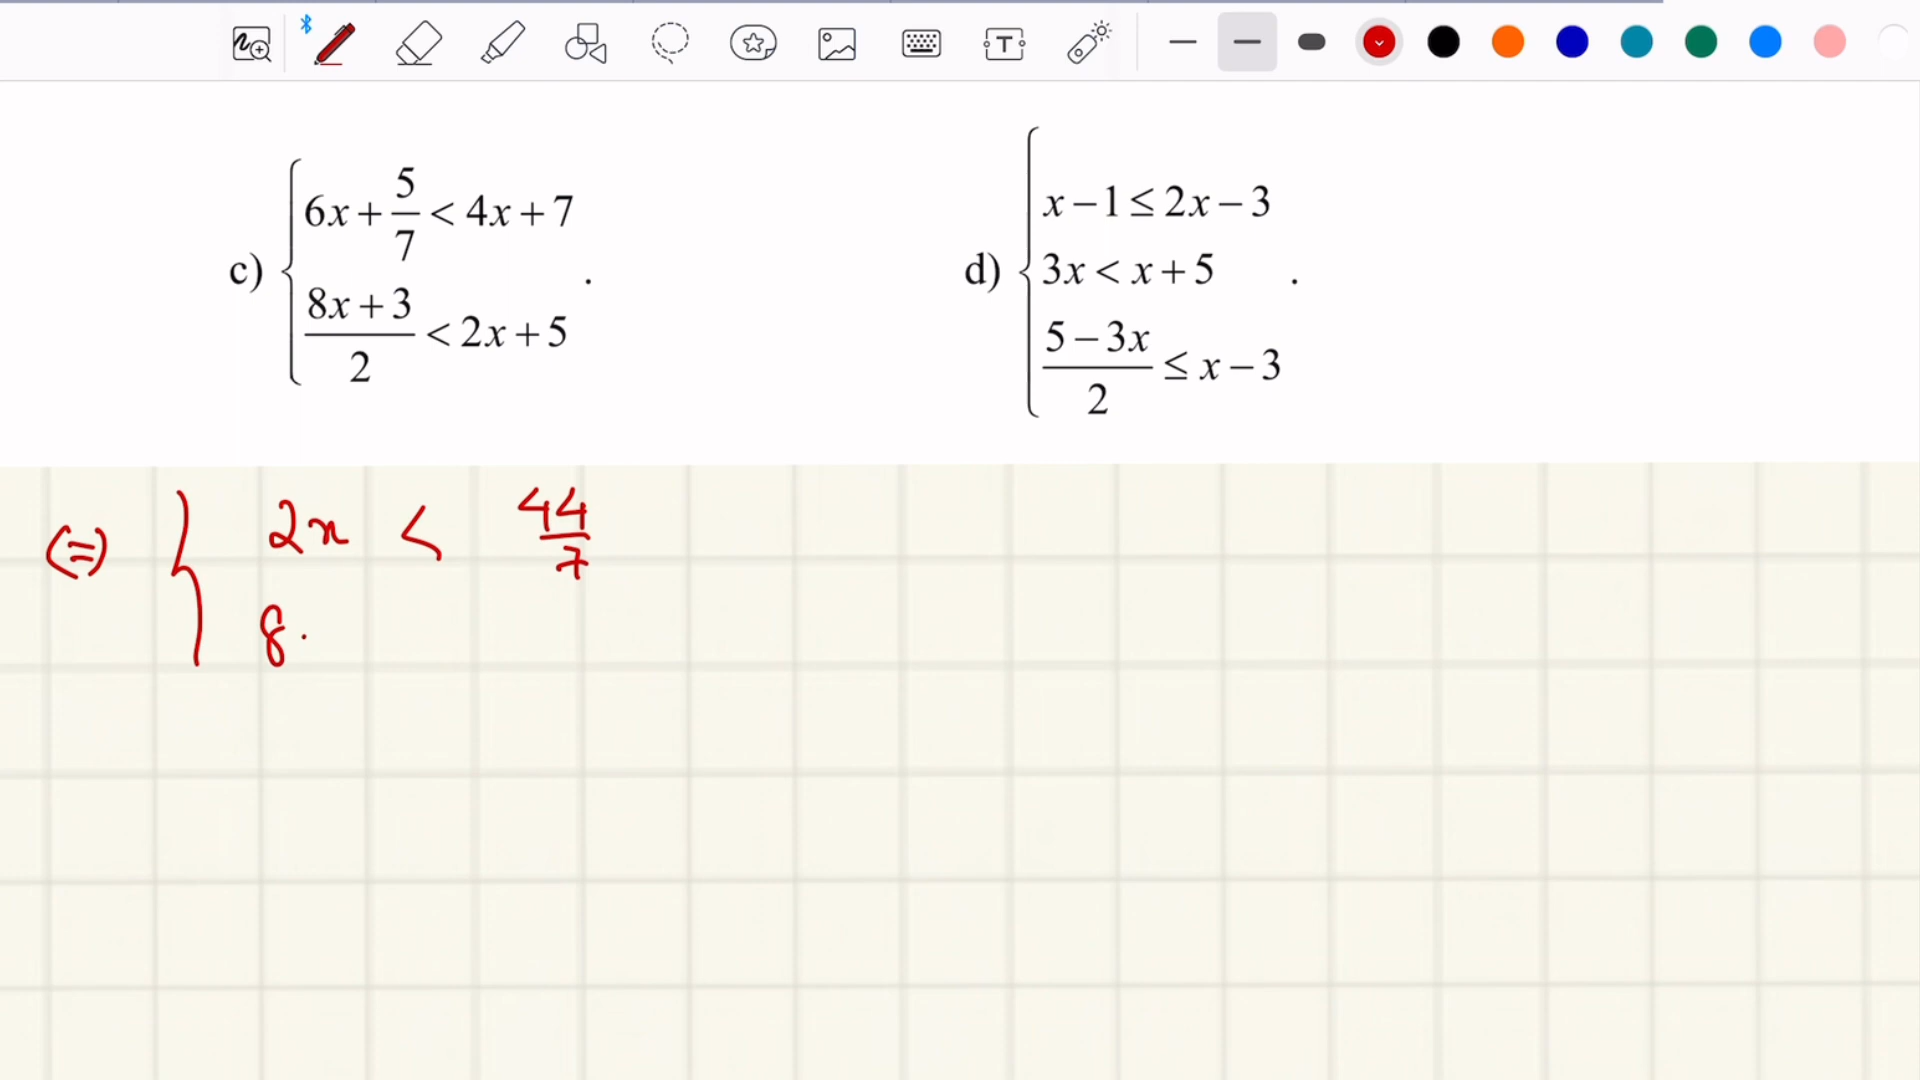 c) { 6x + 5/7 < 4x + 7
(8x + 3)/2 < 2x + 5 .
d) { x − 1 ≤ 2x − 3
3x < x + 5
(5 − 3x)/2 ≤ x − 3 .
(=) { 2x < 44/7
8.